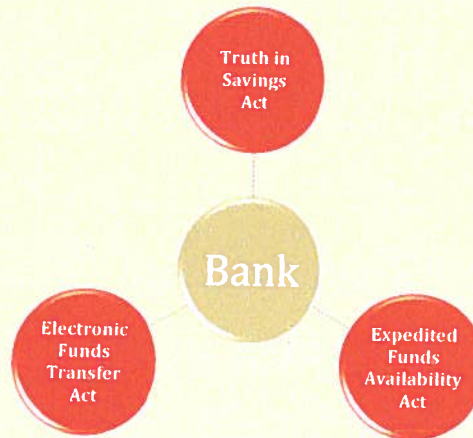 Truth in
Savings
Act
Bank
Electronic
Funds
Transfer
Act
Expedited
Funds
Availability
Act